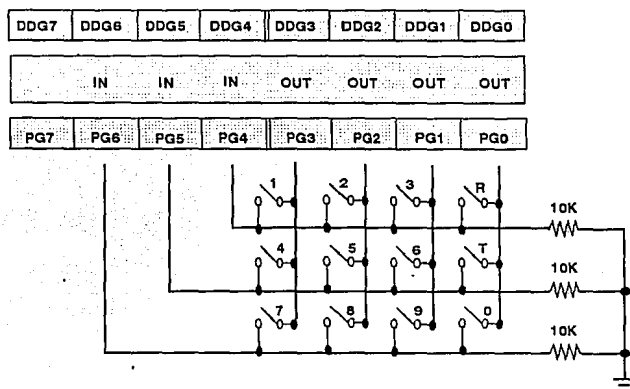 DDG7 DDG6 DDG5 DDG4 DDG3 DDG2 DDG1 DDG0
IN IN IN OUT OUT OUT OUT
PG7 PG6 PG5 PG4 PG3 PG2 PG1 PG0
1 2 3 R
10K
4 5 6 T
10K
7 8 9 0
10K